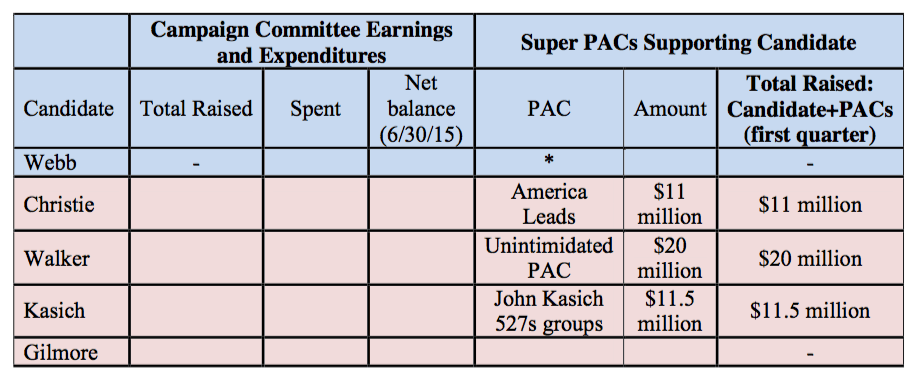 Campaign Committee Earnings
and Expenditures
Super PACs Supporting Candidate
Candidate
Total Raised
Spent
Net
balance
(6/30/15)
PAC
Amount
Total Raised:
Candidate+PACs
(first quarter)
Webb
-
*
-
Christie
America
Leads
$11
million
$11 million
Walker
Unintimidated
PAC
$20
million
$20 million
Kasich
John Kasich
527s groups
$11.5
million
$11.5 million
Gilmore
-